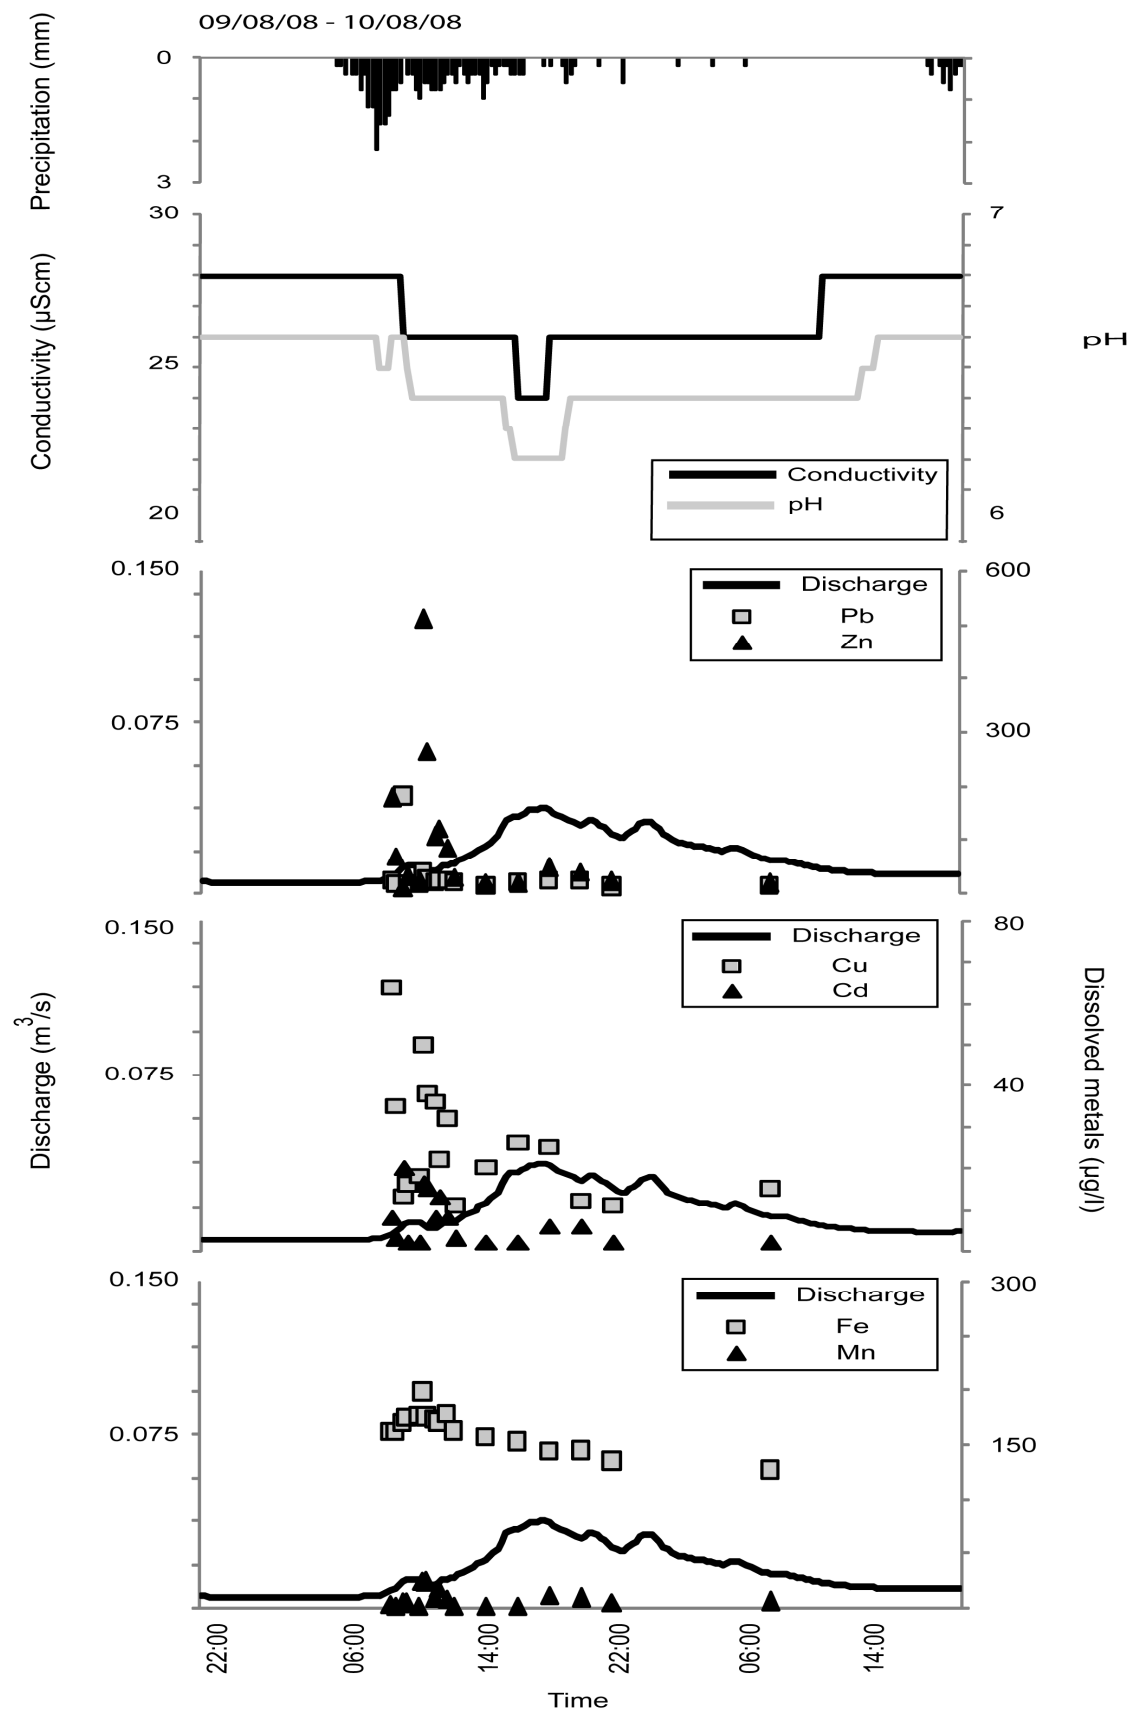 09/08/08 - 10/08/08
Precipitation (mm)
0
3
Conductivity (µScm)
30
25
20
7
pH
6
Conductivity
pH
0.150
0.075
600
300
Discharge
Pb
Zn
Discharge (m³/s)
0.150
0.075
80
40
Dissolved metals (µg/l)
Discharge
Cu
Cd
0.150
0.075
300
150
Discharge
Fe
Mn
22:00 06:00 14:00 22:00 06:00 14:00
Time